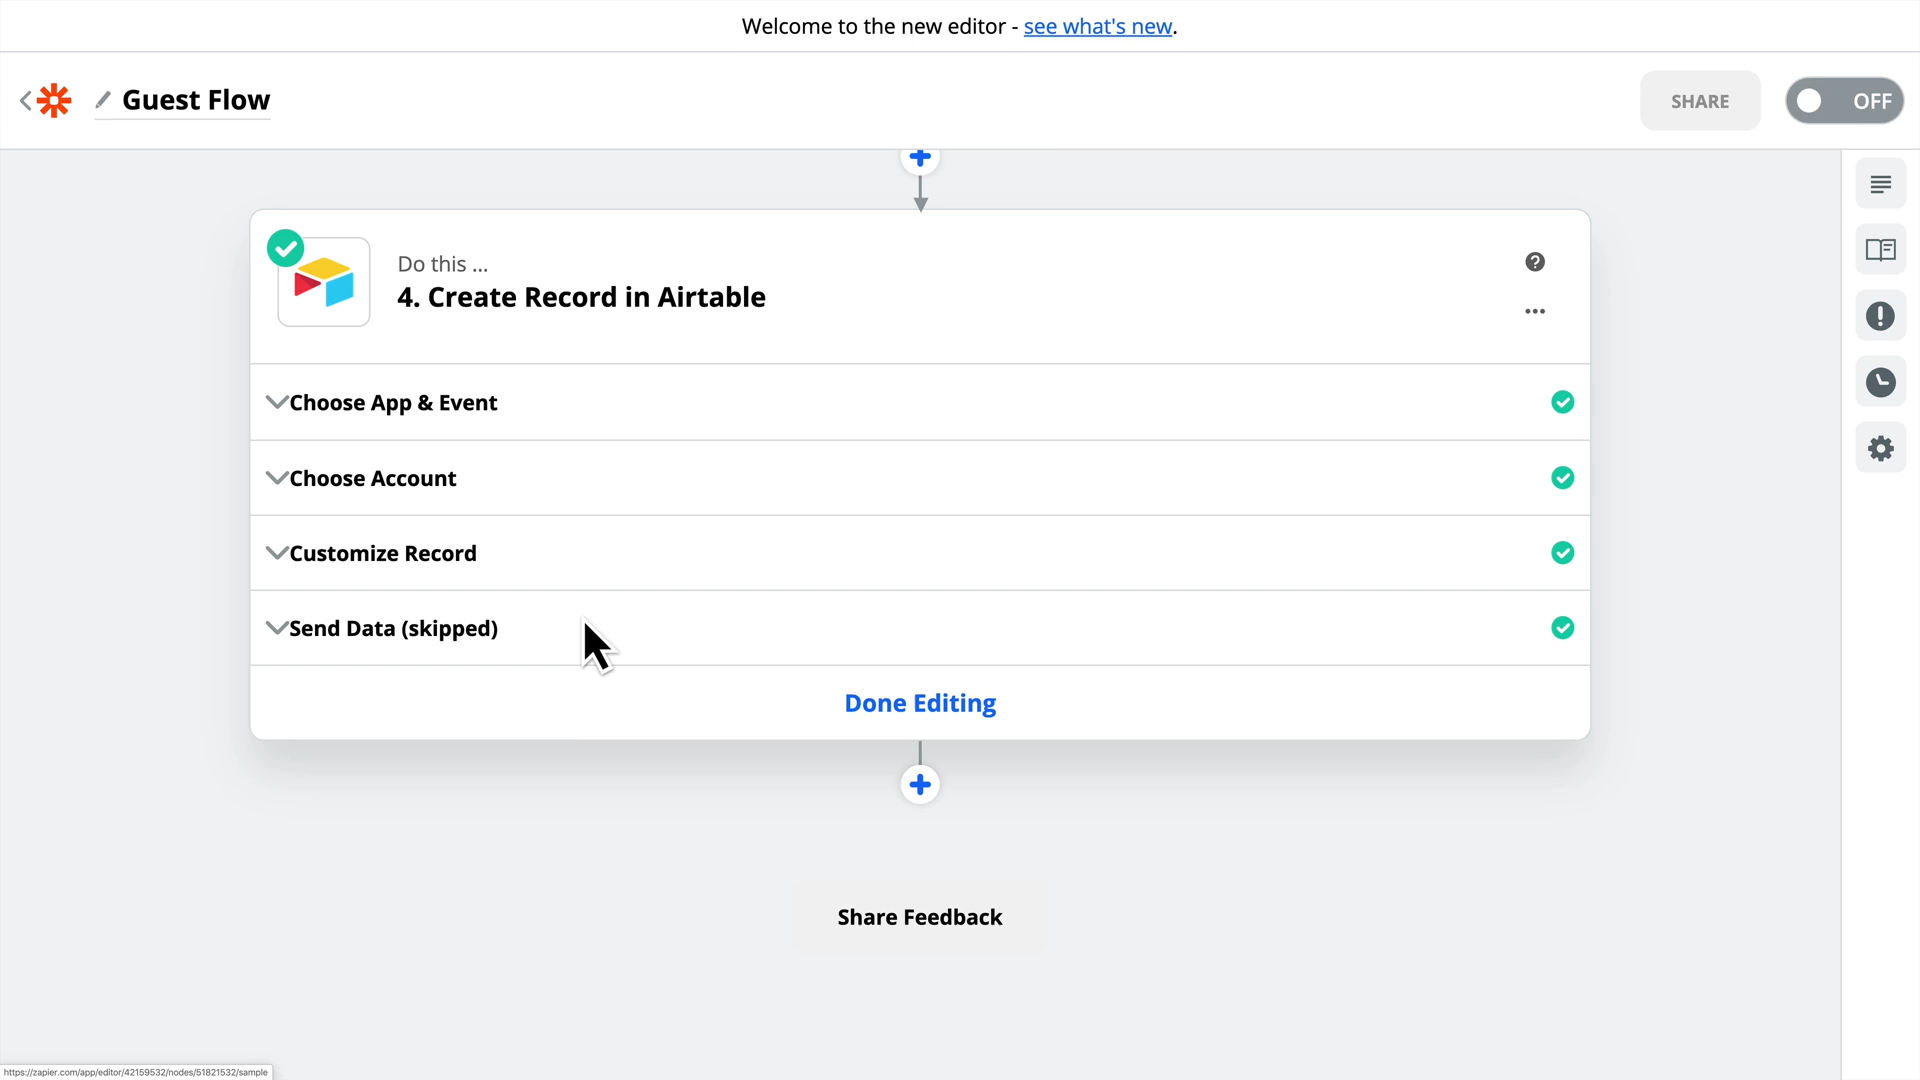 Welcome to the new editor - see what's new.
Guest Flow
SHARE
OFF
Do this ...
4. Create Record in Airtable
Choose App & Event
Choose Account
Customize Record
Send Data (skipped)
Done Editing
Share Feedback
https://zapier.com/app/editor/42159532/nodes/51821532/sample